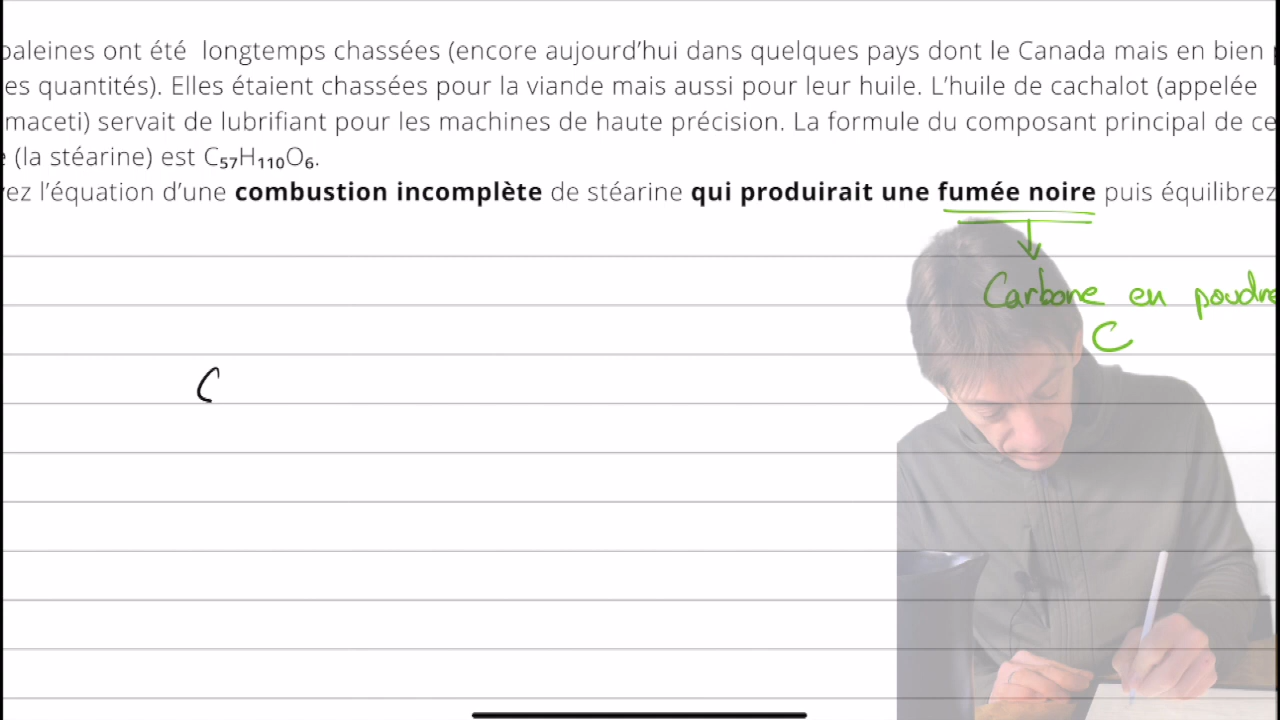 baleines ont été longtemps chassées (encore aujourd’hui dans quelques pays dont le Canada mais en bien
es quantités). Elles étaient chassées pour la viande mais aussi pour leur huile. L’huile de cachalot (appelée
maceti) servait de lubrifiant pour les machines de haute précision. La formule du composant principal de ce
(la stéarine) est C₅₇H₁₁₀O₆.
ez l’équation d’une combustion incomplète de stéarine qui produirait une fumée noire puis équilibrez
Carbone en poudre
C
C